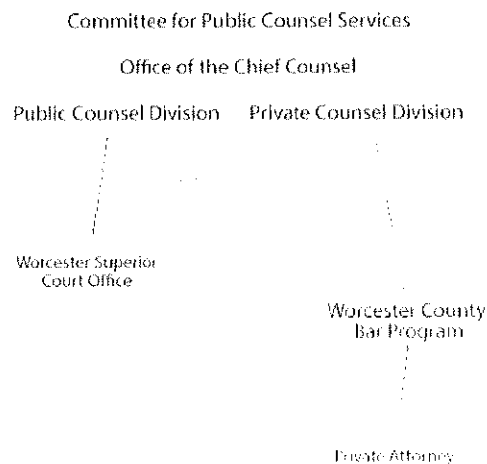 Committee for Public Counsel Services
Office of the Chief Counsel
Public Counsel Division Private Counsel Division
Worcester Superior
Court Office
Worcester County
Bar Program
Private Attorney